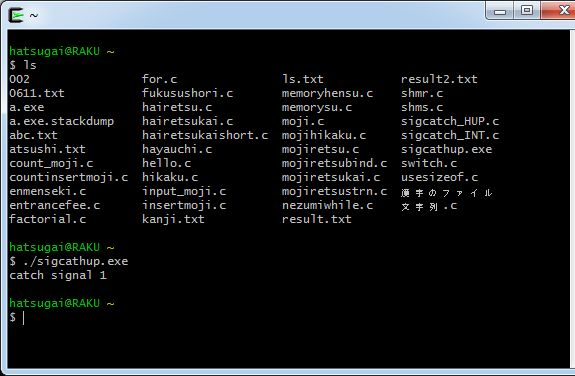 ~
hatsugai@RAKU ~
$ ls
002 for.c ls.txt result2.txt
0611.txt fukusushori.c memoryhensu.c shmr.c
a.exe hairetsu.c memorysu.c shms.c
a.exe.stackdump hairetsukai.c moji.c sigcatch_HUP.c
abc.txt hairetsukaishort.c mojihikaku.c sigcatch_INT.c
atsushi.txt hayauchi.c mojiretsu.c sigcathup.exe
count_moji.c hello.c mojiretsubind.c switch.c
countinsertmoji.c hikaku.c mojiretsukai.c usesizeof.c
enmenseki.c input_moji.c mojiretsustrn.c 漢字のファイル
entrancefee.c insertmoji.c nezumiwhile.c 文字列.c
factorial.c kanji.txt result.txt
hatsugai@RAKU ~
$ ./sigcathup.exe
catch signal 1
hatsugai@RAKU ~
$